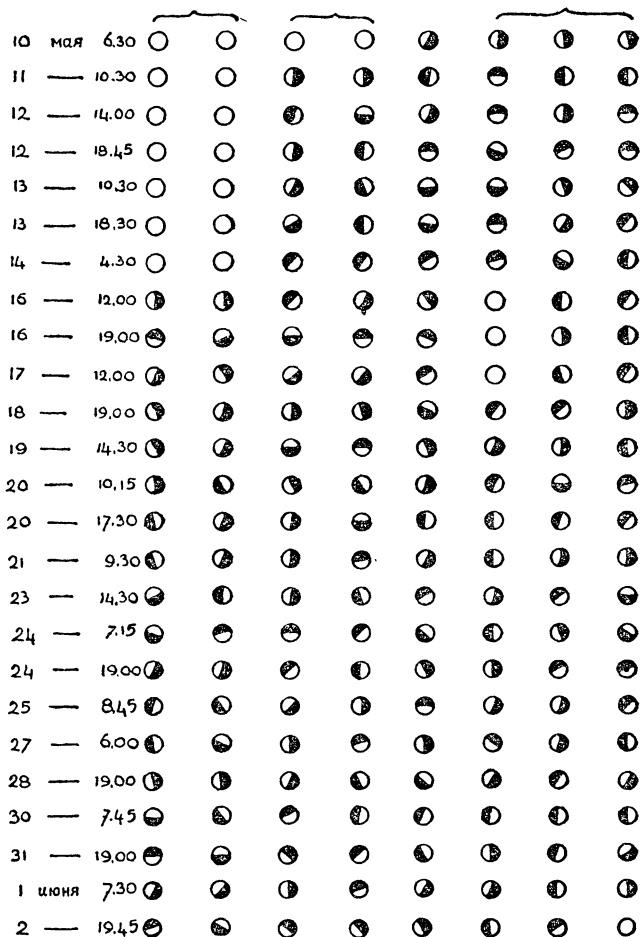 10 мая 6.30
11 — 10.30
12 — 14.00
12 — 18.45
13 — 10.30
13 — 18.30
14 — 4.30
16 — 12.00
16 — 19.00
17 — 12.00
18 — 19.00
19 — 14.30
20 — 10.15
20 — 17.30
21 — 9.30
23 — 14.30
24 — 7.15
24 — 19.00
25 — 8.45
27 — 6.00
28 — 19.00
30 — 7.45
31 — 19.00
1 июня 7.30
2 — 19.45